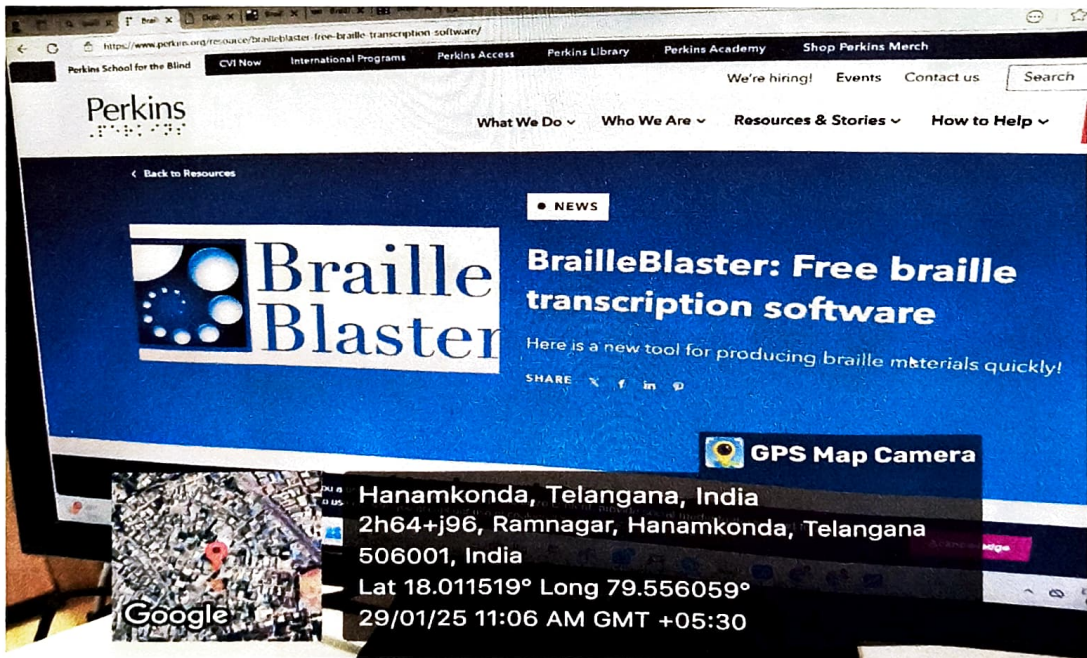 https://www.perkins.org/resource/brailleblaster-free-braille-transcription-software/
Perkins School for the Blind CVI Now International Programs Perkins Access Perkins Library Perkins Academy Shop Perkins Merch
We're hiring! Events Contact us Search
Perkins
What We Do Who We Are Resources & Stories How to Help
Back to Resources
NEWS
Braille
Blaster
BrailleBlaster: Free braille
transcription software
Here is a new tool for producing braille materials quickly!
SHARE
GPS Map Camera
Hanamkonda, Telangana, India
2h64+j96, Ramnagar, Hanamkonda, Telangana
506001, India
Lat 18.011519° Long 79.556059°
29/01/25 11:06 AM GMT +05:30
Google